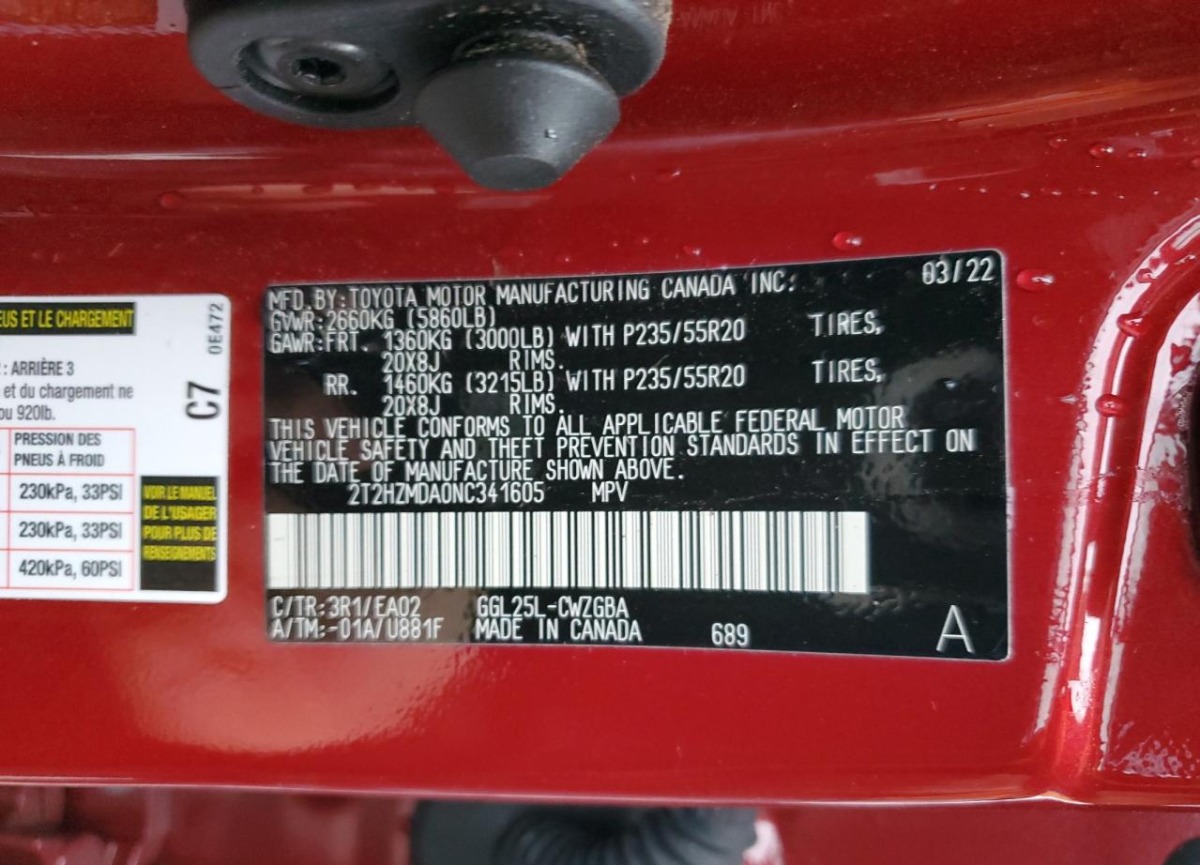 EUS ET LE CHARGEMENT
0E472
: ARRIÈRE 3
et du chargement ne
ou 920lb.
C7
PRESSION DES
PNEUS À FROID
230kPa, 33PSI
230kPa, 33PSI
420kPa, 60PSI
VOIR LE MANUEL
DE L'USAGER
POUR PLUS DE
RENSEIGNEMENTS
MFD.BY:TOYOTA MOTOR MANUFACTURING CANADA INC: 03/22
GVWR:2660KG (5860LB)
GAWR:FRT. 1360KG (3000LB) WITH P235/55R20 TIRES,
20X8J RIMS.
RR. 1460KG (3215LB) WITH P235/55R20 TIRES,
20X8J RIMS.
THIS VEHICLE CONFORMS TO ALL APPLICABLE FEDERAL MOTOR
VEHICLE SAFETY AND THEFT PREVENTION STANDARDS IN EFFECT ON
THE DATE OF MANUFACTURE SHOWN ABOVE.
2T2HZMDA0NC341605 MPV
C/TR:3R1/EA02 GGL25L-CWZGBA
A/TM:-01A/U881F MADE IN CANADA 689 A